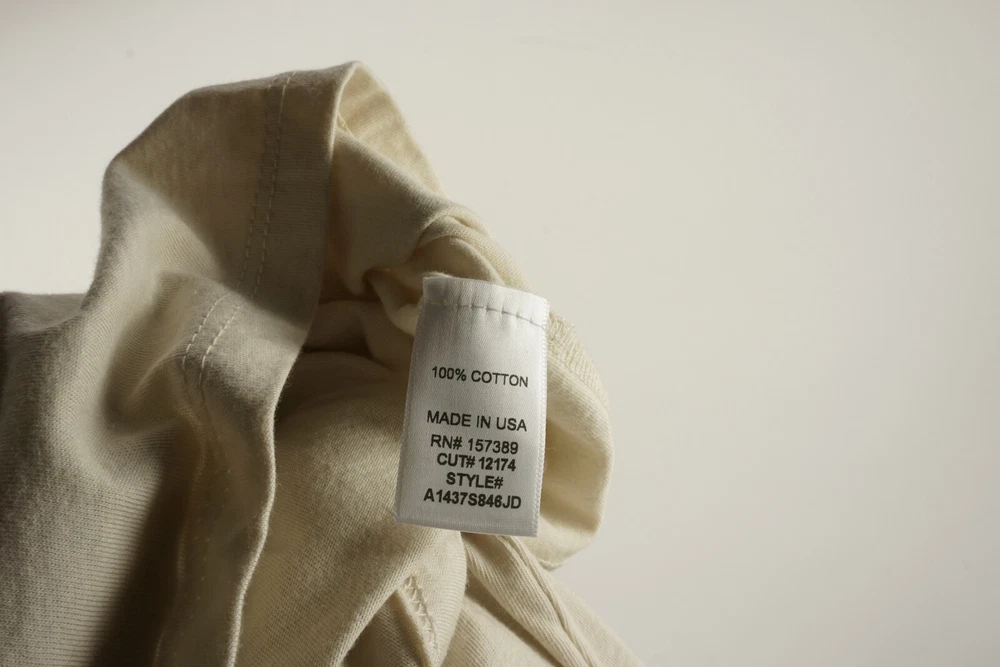 100% COTTON
MADE IN USA
RN# 157389
CUT# 12174
STYLE#
A1437S846JD